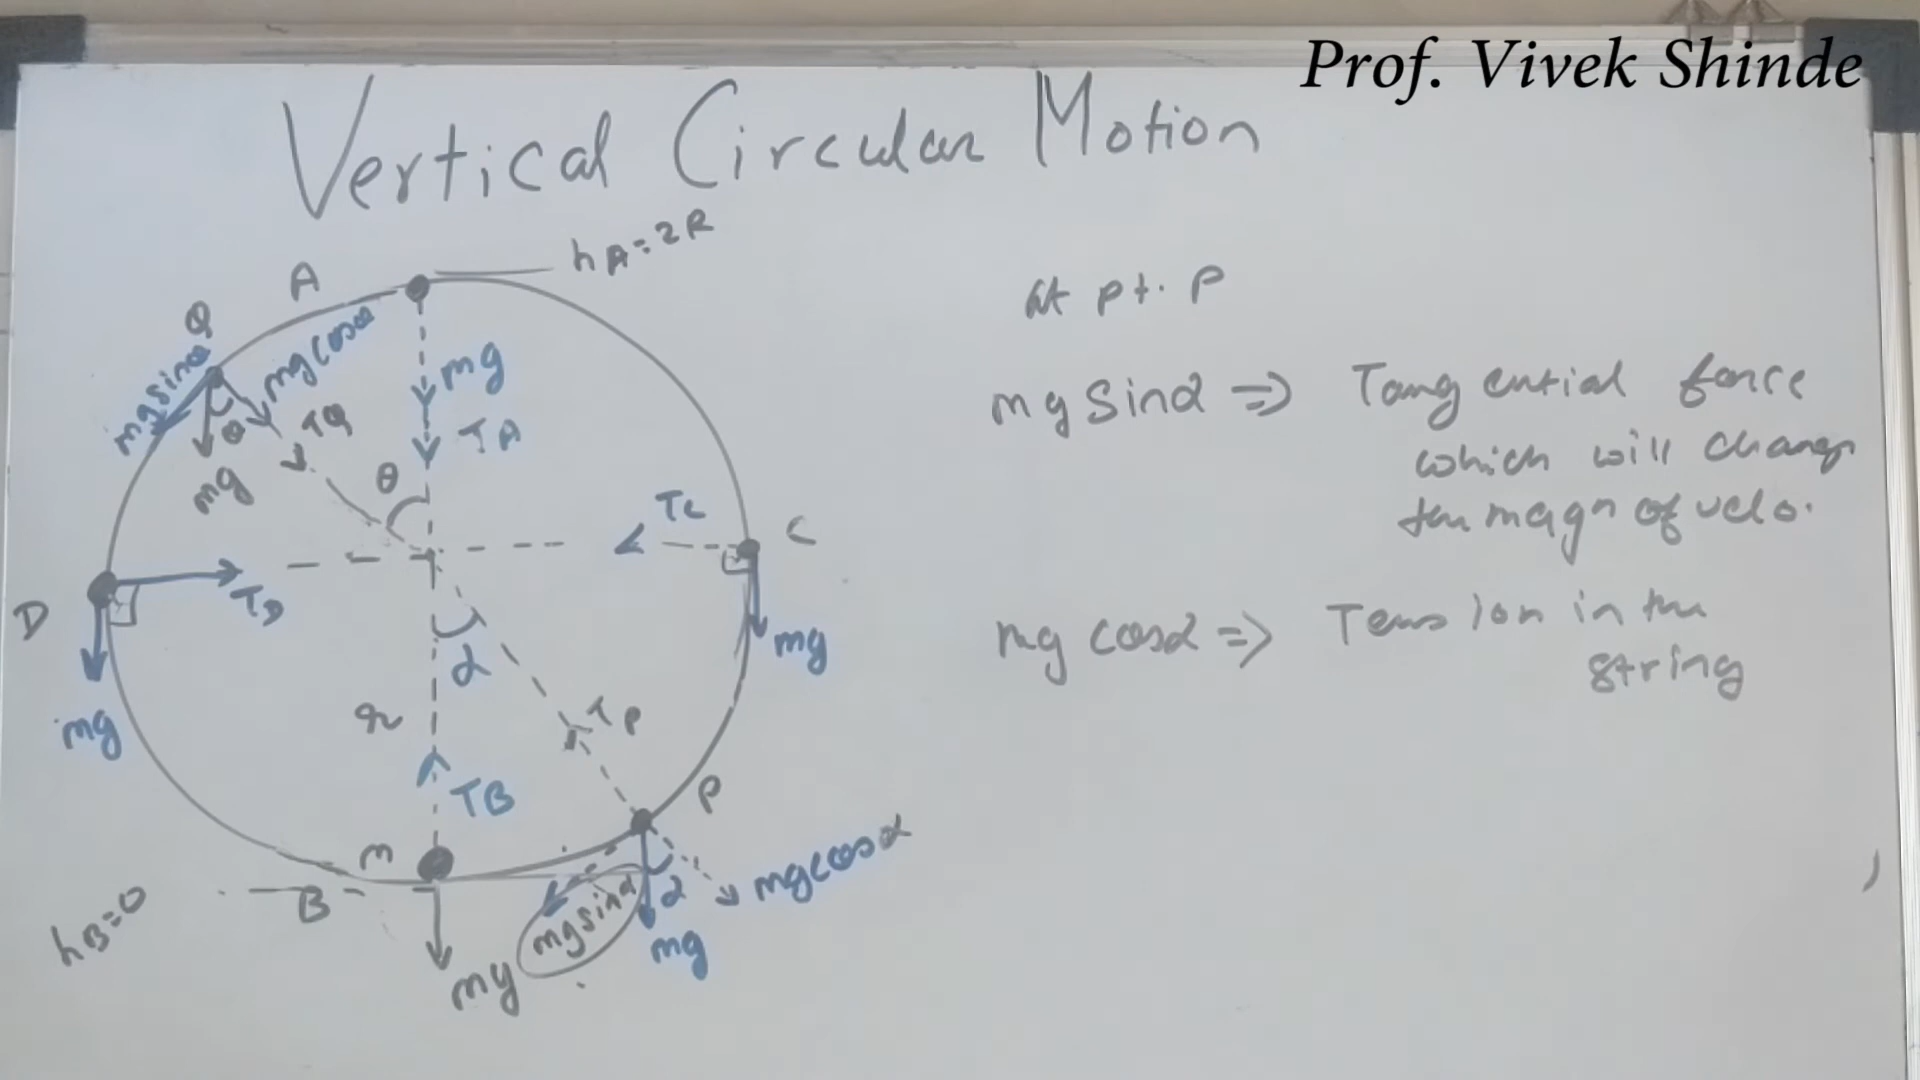 Prof. Vivek Shinde
Vertical Circular Motion
hA=2R
A
Q
mg sinθ
mg cosθ
θ
mg
TQ
mg
TA
θ
TC
C
mg
D
TD
mg
α
r
TP
TB
P
m
B
hB=0
mg
mg sinα
α
mg
mg cosα
at pt. P
mg Sinα => Tangential force
which will change
the magn of velo.
mg cosα => Tension in the
string